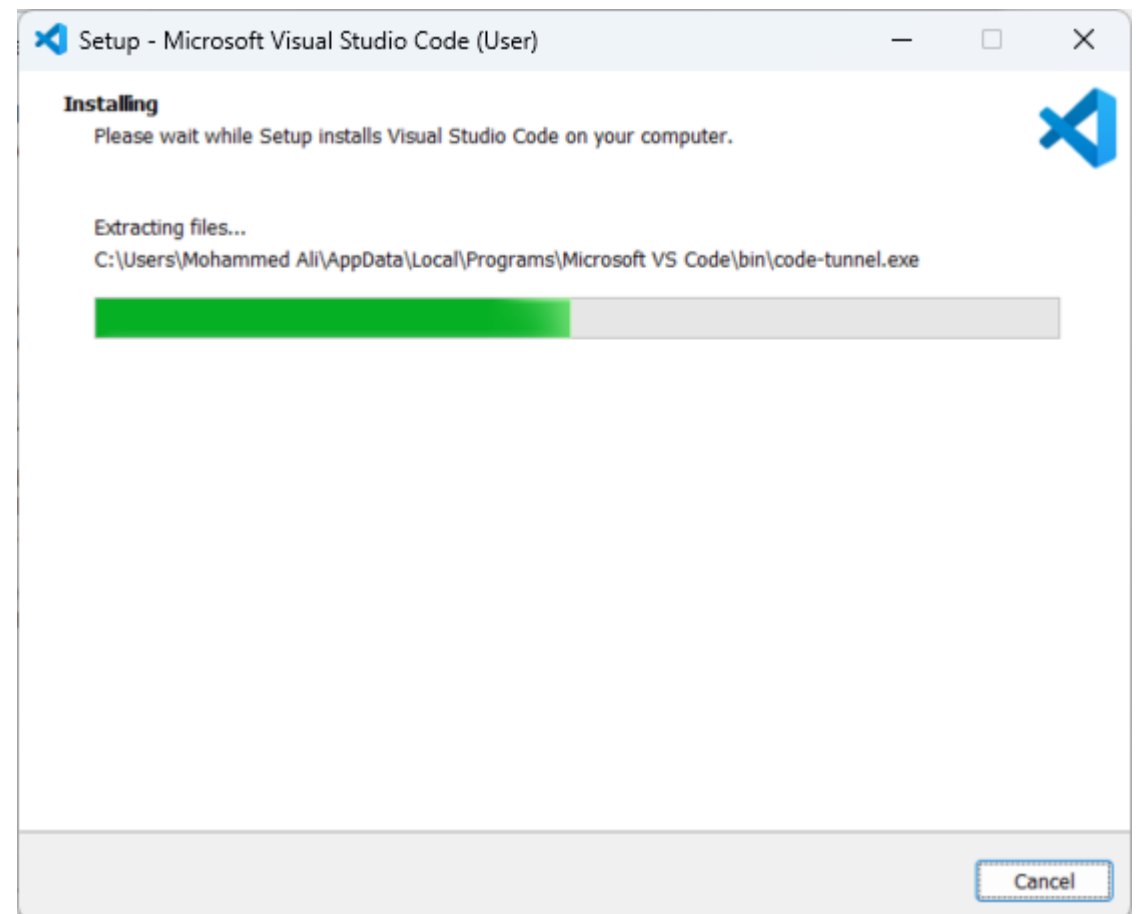 Setup - Microsoft Visual Studio Code (User)
Installing
Please wait while Setup installs Visual Studio Code on your computer.
Extracting files...
C:\Users\Mohammed Ali\AppData\Local\Programs\Microsoft VS Code\bin\code-tunnel.exe
Cancel